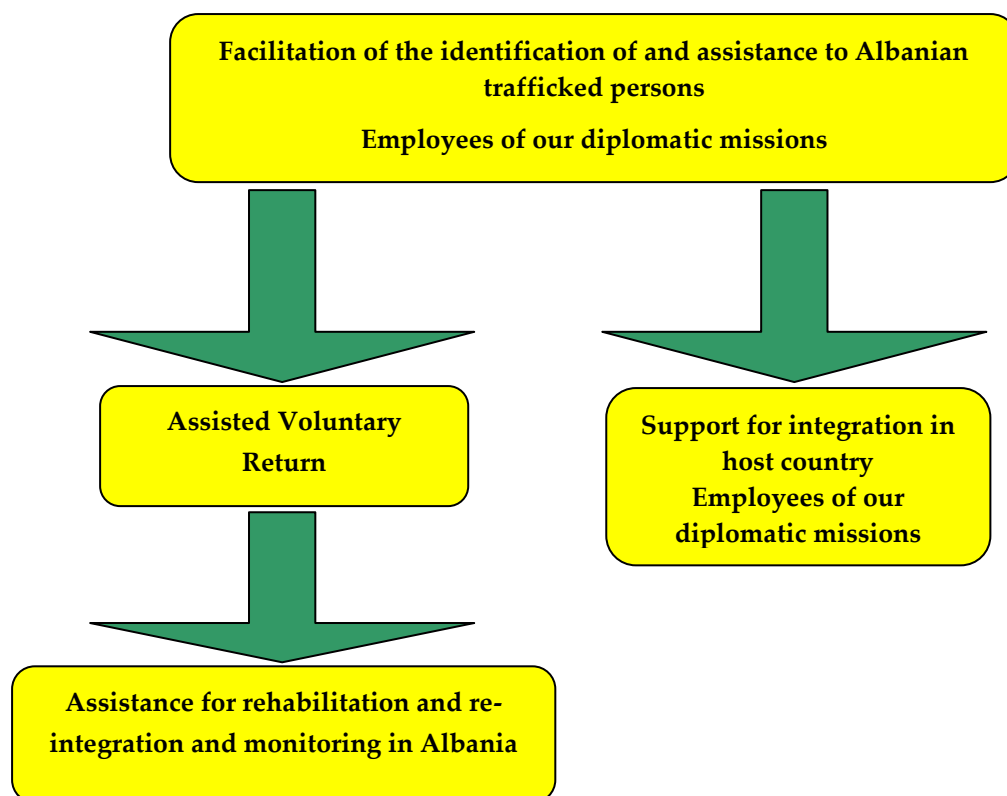 Facilitation of the identification of and assistance to Albanian
trafficked persons
Employees of our diplomatic missions
Assisted Voluntary
Return
Support for integration in
host country
Employees of our
diplomatic missions
Assistance for rehabilitation and re-
integration and monitoring in Albania